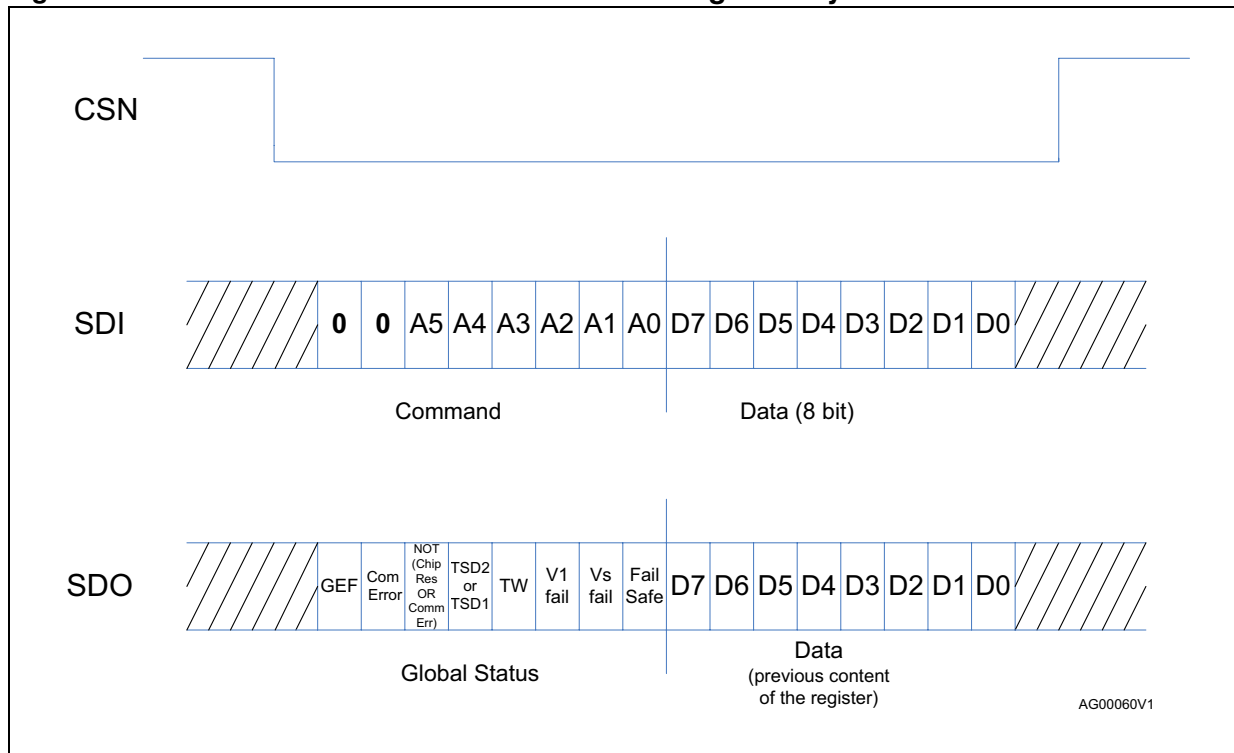 CSN
SDI
0 0 A5 A4 A3 A2 A1 A0 D7 D6 D5 D4 D3 D2 D1 D0
Command
Data (8 bit)
SDO
GEF
Com
Error
NOT
(Chip
Res
OR
Comm
Err)
TSD2
or
TSD1
TW
V1
fail
Vs
fail
Fail
Safe
D7 D6 D5 D4 D3 D2 D1 D0
Global Status
Data
(previous content
of the register)
AG00060V1